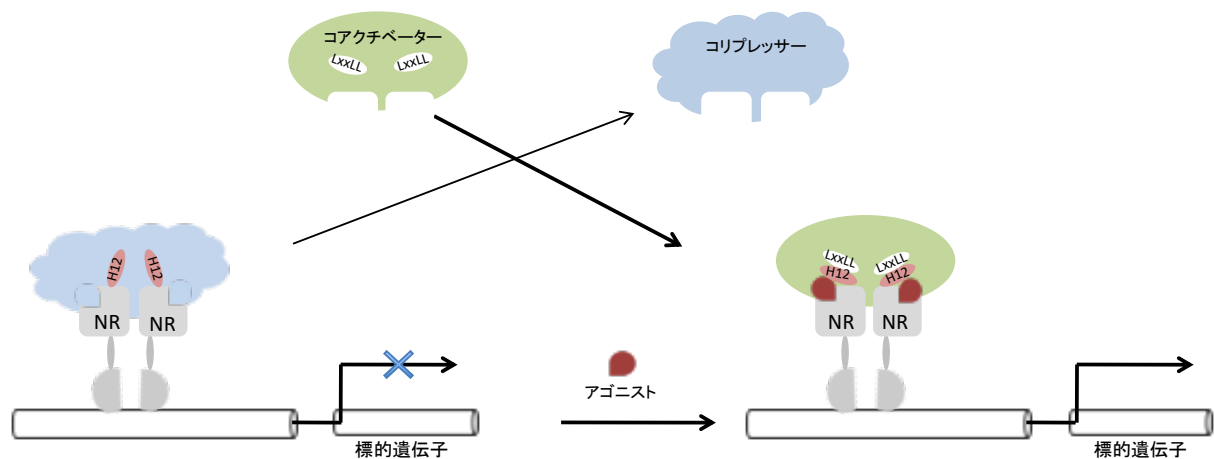 コアクチベーター
LxxLL LxxLL
コリプレッサー
H12 H12
NR NR
標的遺伝子
アゴニスト
LxxLL LxxLL
H12 H12
NR NR
標的遺伝子